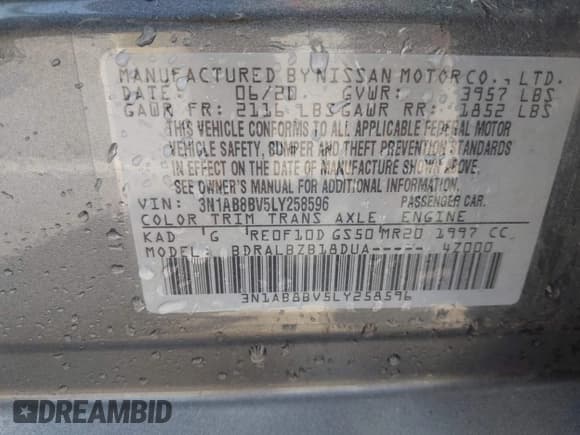 MANUFACTURED BY NISSAN MOTOR CO., LTD.
DATE: 06/20 GVWR: 3957 LBS
GAWR FR: 2116 LBS GAWR RR: 1852 LBS
THIS VEHICLE CONFORMS TO ALL APPLICABLE FEDERAL MOTOR
VEHICLE SAFETY, BUMPER AND THEFT PREVENTION STANDARDS
IN EFFECT ON THE DATE OF MANUFACTURE SHOWN ABOVE.
SEE OWNER'S MANUAL FOR ADDITIONAL INFORMATION.
VIN: 3N1AB8BV5LY258596 PASSENGER CAR.
COLOR TRIM TRANS AXLE ENGINE
KAD G RE0F10D GS50 MR20 1997 CC
MODEL: BDRALBZB18DUA----- 4Z000
3N1AB8BV5LY258596
DREAMBID